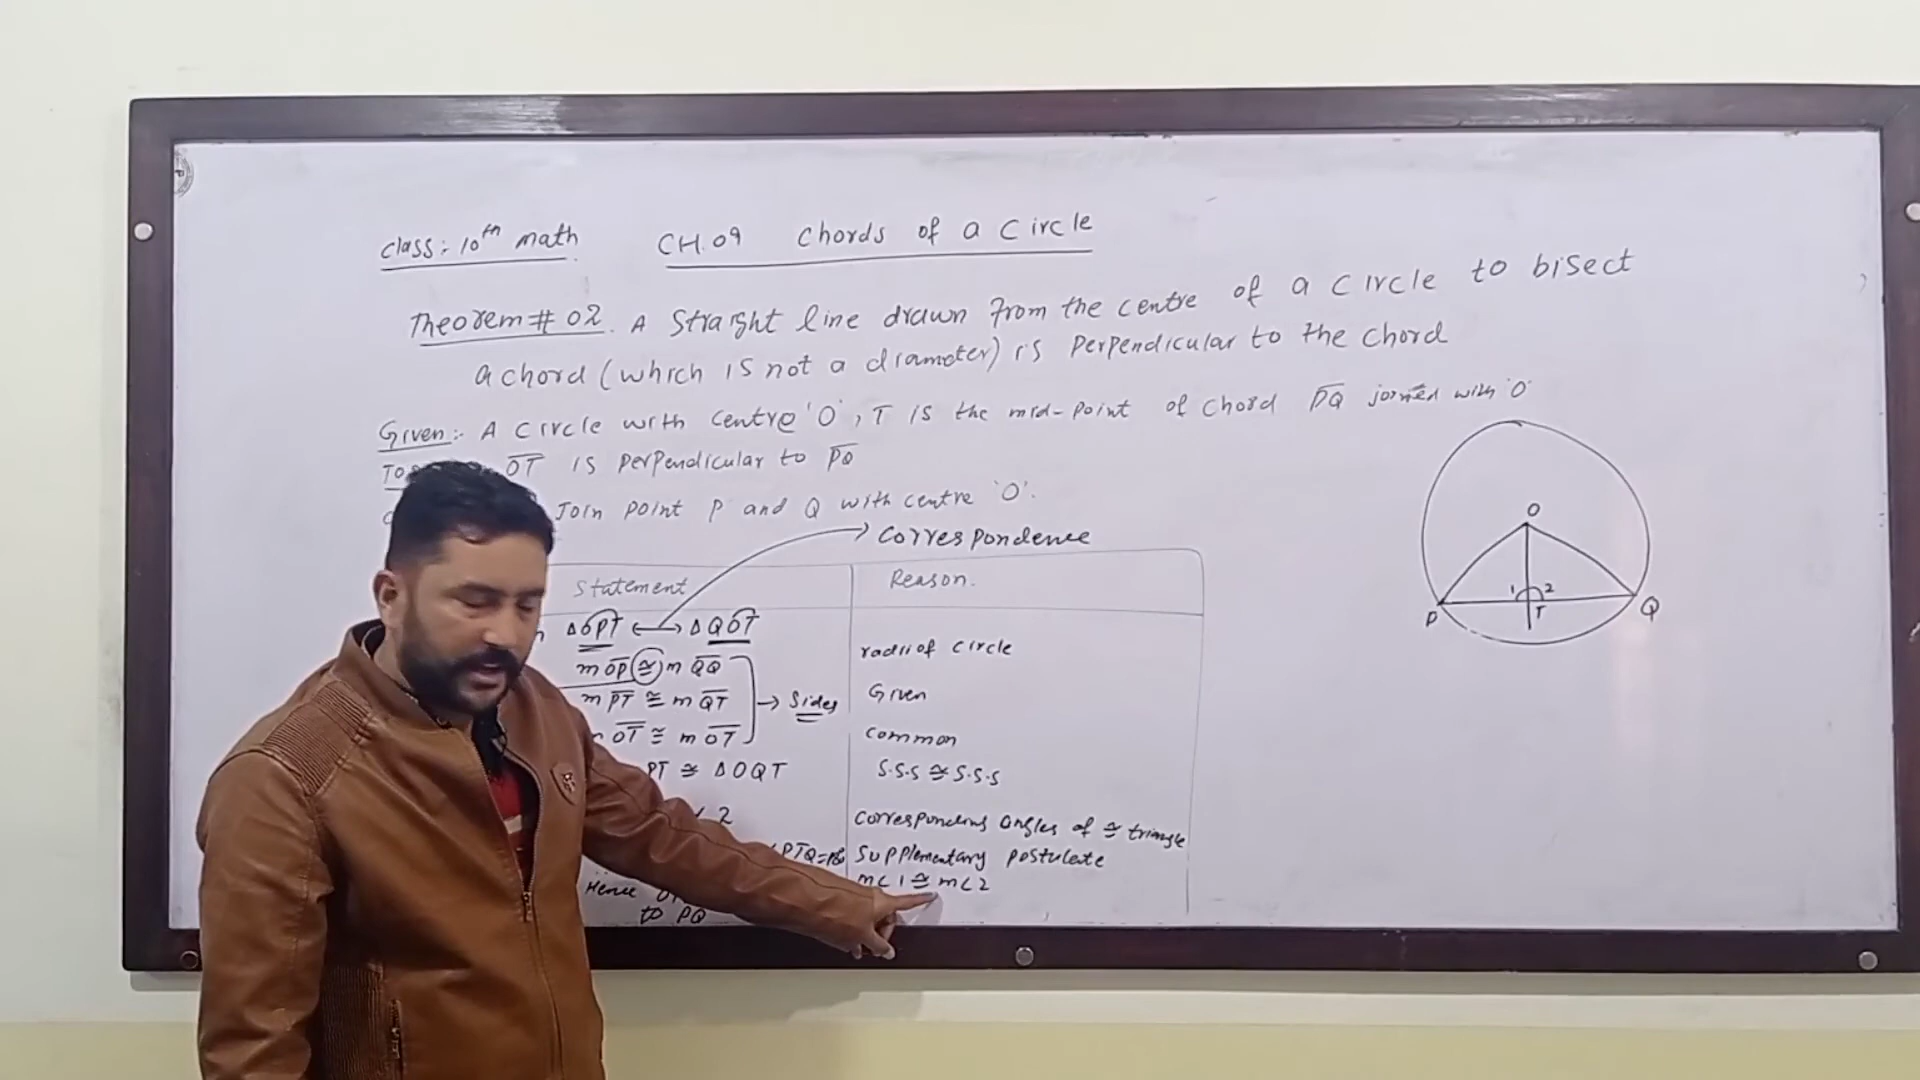 class: 10th math CH.09 Chords of a Circle
Theorem # 02. A Straight line drawn from the centre of a circle to bisect
a chord (which is not a diameter) is perpendicular to the chord
Given:- A circle with centre 'O', T is the mid-point of chord PQ joined with 'O'
OT is perpendicular to PQ
Join point P and Q with centre 'O'.
Correspondence
Statement Reason.
ΔOPT ↔ ΔQOT
m OP ≅ m QQ radii of circle
m PT ≅ m QT → Sides Given
OT ≅ m OT common
PT ≅ ΔOQT S.S.S ≅ S.S.S
2 Corresponding angles of ≅ triangle
Supplementary postulate
Hence m∠1 ≅ m∠2
to PQ
O
1 2
P T Q